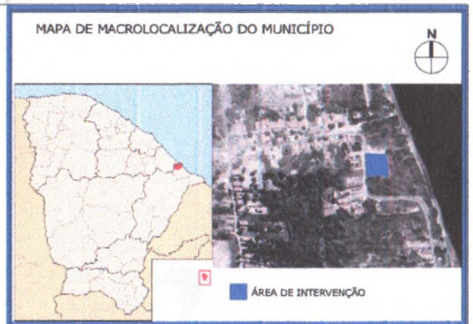 MAPA DE MACROLOCALIZAÇÃO DO MUNICÍPIO
N
ÁREA DE INTERVENÇÃO